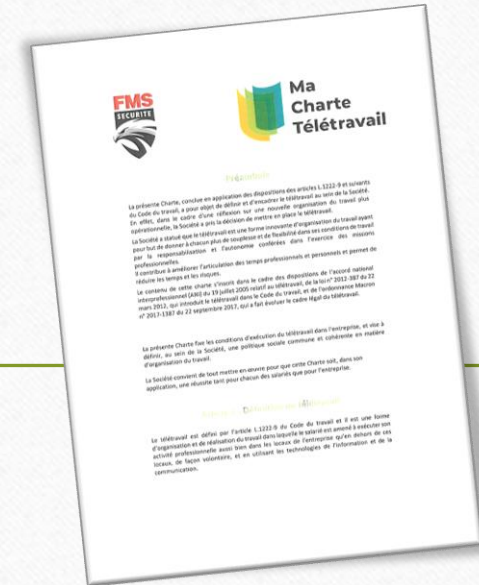 FMS
SECURITE
Ma
Charte
Télétravail
Préambule
La présente Charte, conclue en application des dispositions des articles L.1222-9 et suivants
du Code du travail, a pour objet de définir et d'encadrer le télétravail au sein de la Société.
En effet, dans le cadre d'une réflexion sur une nouvelle organisation du travail plus
opérationnelle, la Société a pris la décision de mettre en place le télétravail.
La Société a statué que le télétravail est une forme innovante d'organisation du travail ayant
pour but de donner à chacun plus de souplesse et de flexibilité dans ses conditions de travail
par la responsabilisation et l'autonomie conférées dans l'exercice des missions
professionnelles.
Il contribue à améliorer l'articulation des temps professionnels et personnels et permet de
réduire les temps et les risques.
Le contenu de cette charte s'inscrit dans le cadre des dispositions de l'accord national
interprofessionnel (ANI) du 19 juillet 2005 relatif au télétravail, de la loi n° 2012-387 du 22
mars 2012, qui introduit le télétravail dans le Code du travail, et de l'ordonnance Macron
n° 2017-1387 du 22 septembre 2017, qui a fait évoluer le cadre légal du télétravail.
La présente Charte fixe les conditions d'exécution du télétravail dans l'entreprise, et vise à
définir, au sein de la Société, une politique sociale commune et cohérente en matière
d'organisation du travail.
La Société convient de tout mettre en œuvre pour que cette Charte soit, dans son
application, une réussite tant pour chacun des salariés que pour l'entreprise.
Le télétravail est défini par l'article L.1222-9 du Code du travail et il est une forme
d'organisation et de réalisation du travail dans laquelle le salarié est amené à exécuter son
activité professionnelle aussi bien dans les locaux de l'entreprise qu'en dehors de ces
locaux, de façon volontaire, et en utilisant les technologies de l'information et de la
communication.